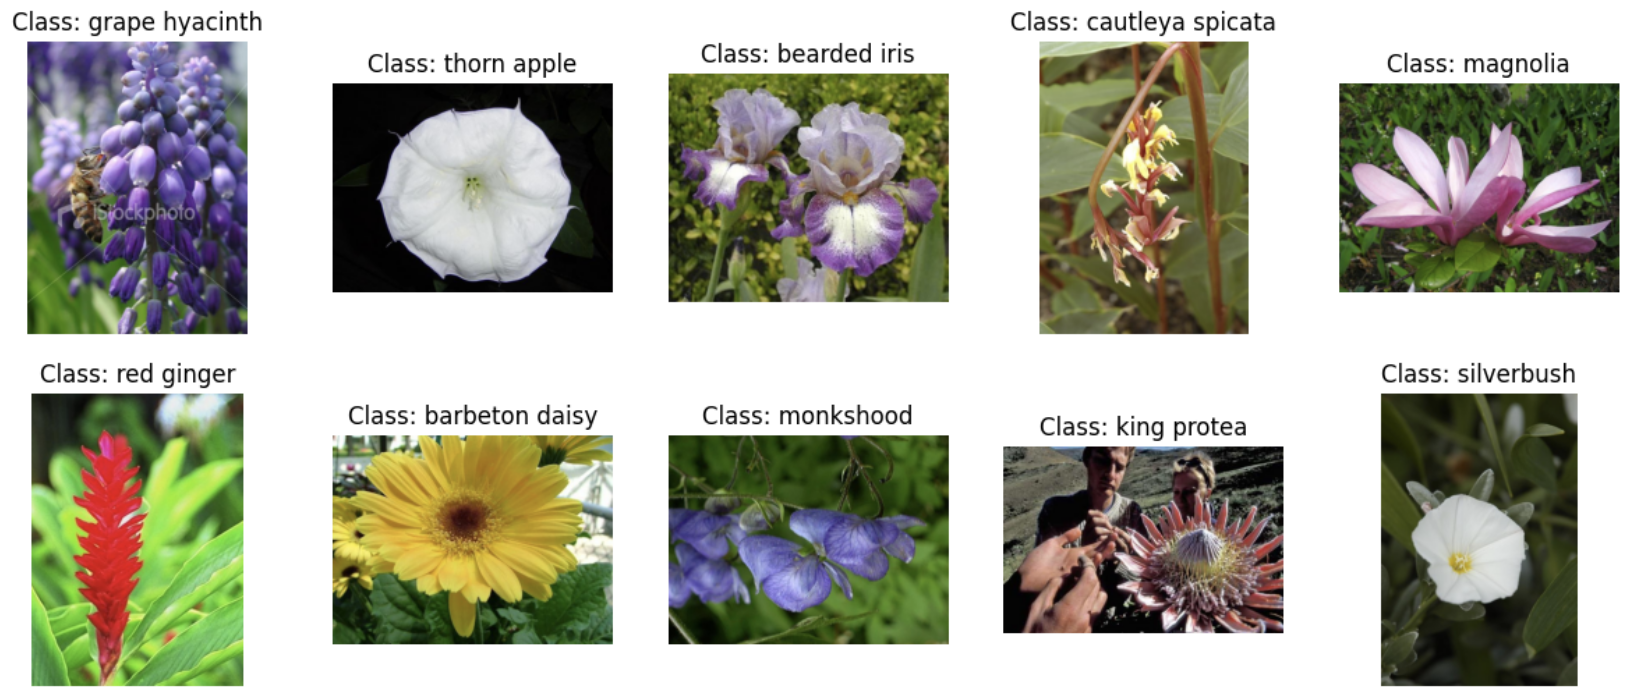 Class: grape hyacinth
Class: thorn apple
Class: bearded iris
Class: cautleya spicata
Class: magnolia
iStockphoto
Class: red ginger
Class: barbeton daisy
Class: monkshood
Class: king protea
Class: silverbush